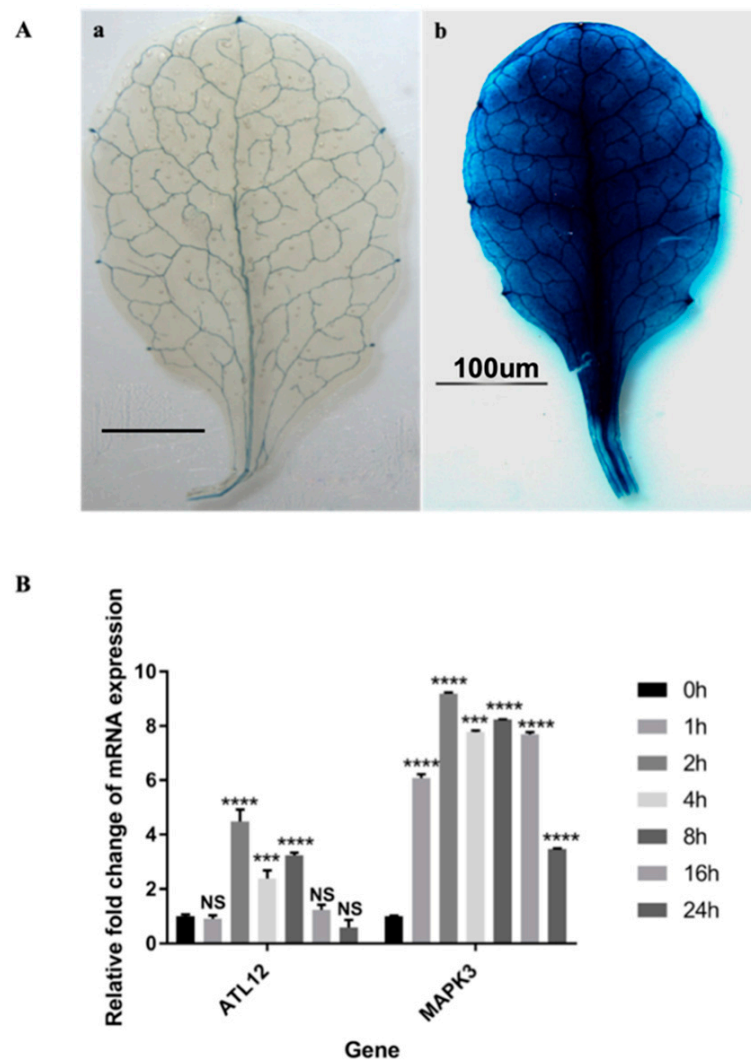 A
a
b
100um
B
Relative fold change of mRNA expression
10
8
6
4
2
0
NS
****
***
****
NS
NS
****
****
***
****
****
****
ATL12
MAPK3
Gene
0h
1h
2h
4h
8h
16h
24h